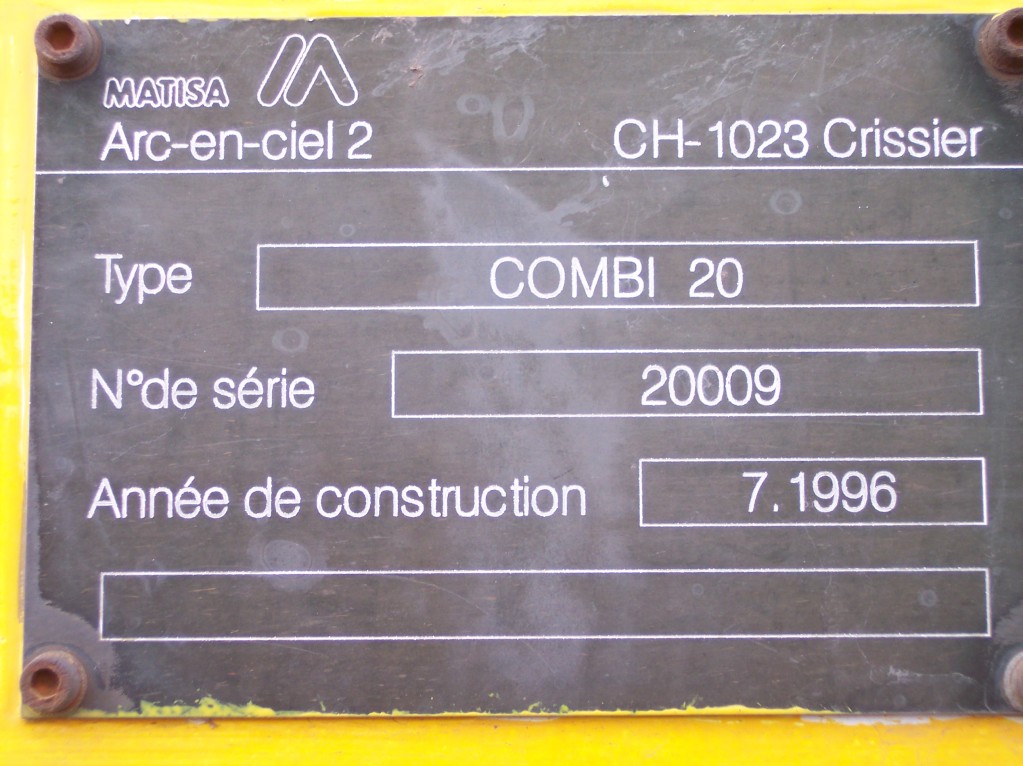 MATISA
Arc-en-ciel 2 CH-1023 Crissier
Type COMBI 20
N°de série 20009
Année de construction 7.1996